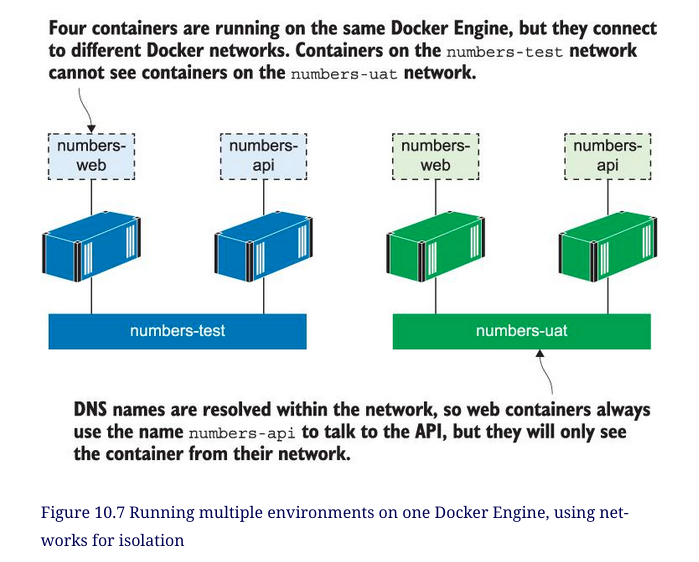 Four containers are running on the same Docker Engine, but they connect
to different Docker networks. Containers on the numbers-test network
cannot see containers on the numbers-uat network.
numbers-
web
numbers-
api
numbers-
web
numbers-
api
numbers-test
numbers-uat
DNS names are resolved within the network, so web containers always
use the name numbers-api to talk to the API, but they will only see
the container from their network.
Figure 10.7 Running multiple environments on one Docker Engine, using net-
works for isolation